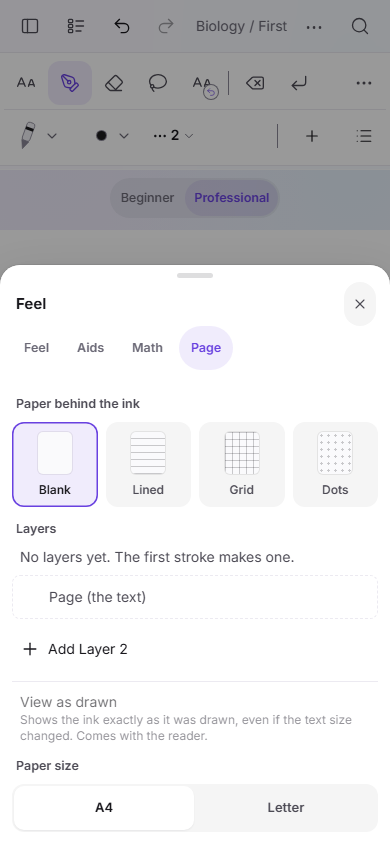 Biology / First
AA
AA
2
Beginner Professional
Feel
Feel Aids Math Page
Paper behind the ink
Blank Lined Grid Dots
Layers
No layers yet. The first stroke makes one.
Page (the text)
Add Layer 2
View as drawn
Shows the ink exactly as it was drawn, even if the text size
changed. Comes with the reader.
Paper size
A4 Letter